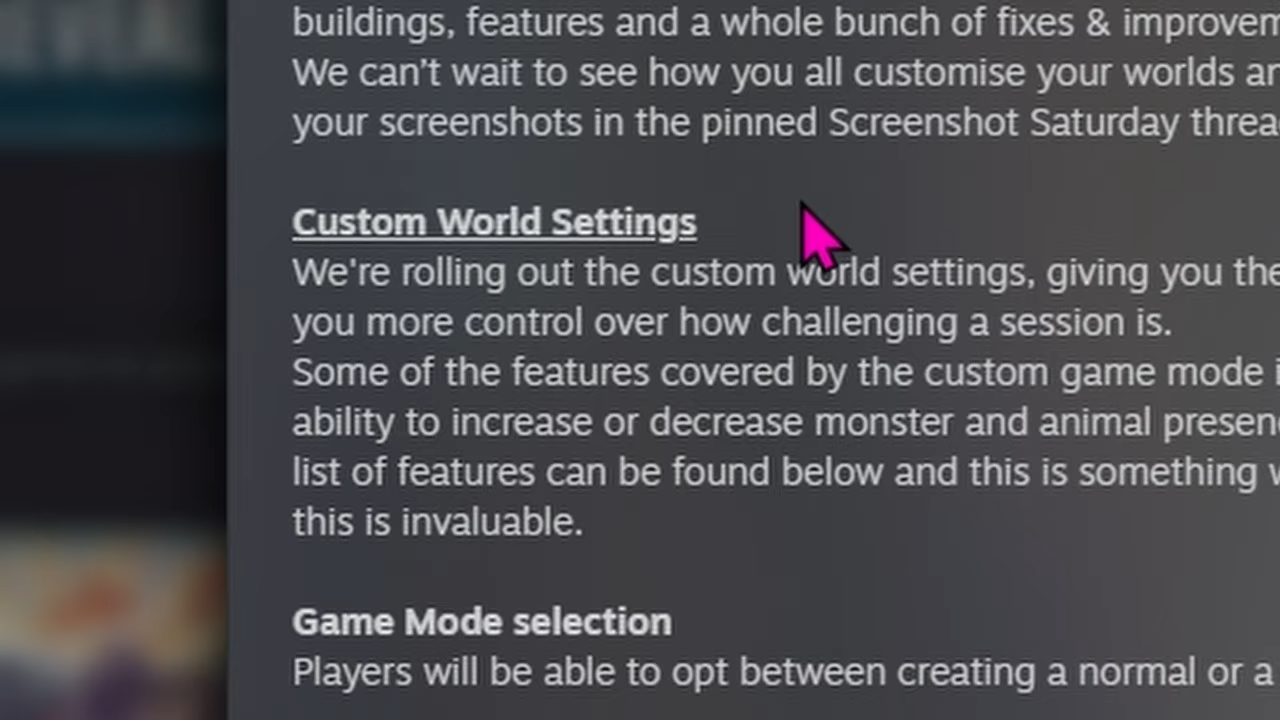 buildings, features and a whole bunch of fixes &
We can't wait to see how you all customise your worlds
your screenshots in the pinned Screenshot Saturday
Custom World Settings
We're rolling out the custom world settings, giving you the
you more control over how challenging a session is.
Some of the features covered by the custom game mode
ability to increase or decrease monster and animal
list of features can be found below and this is something
this is invaluable.
Game Mode selection
Players will be able to opt between creating a normal or a